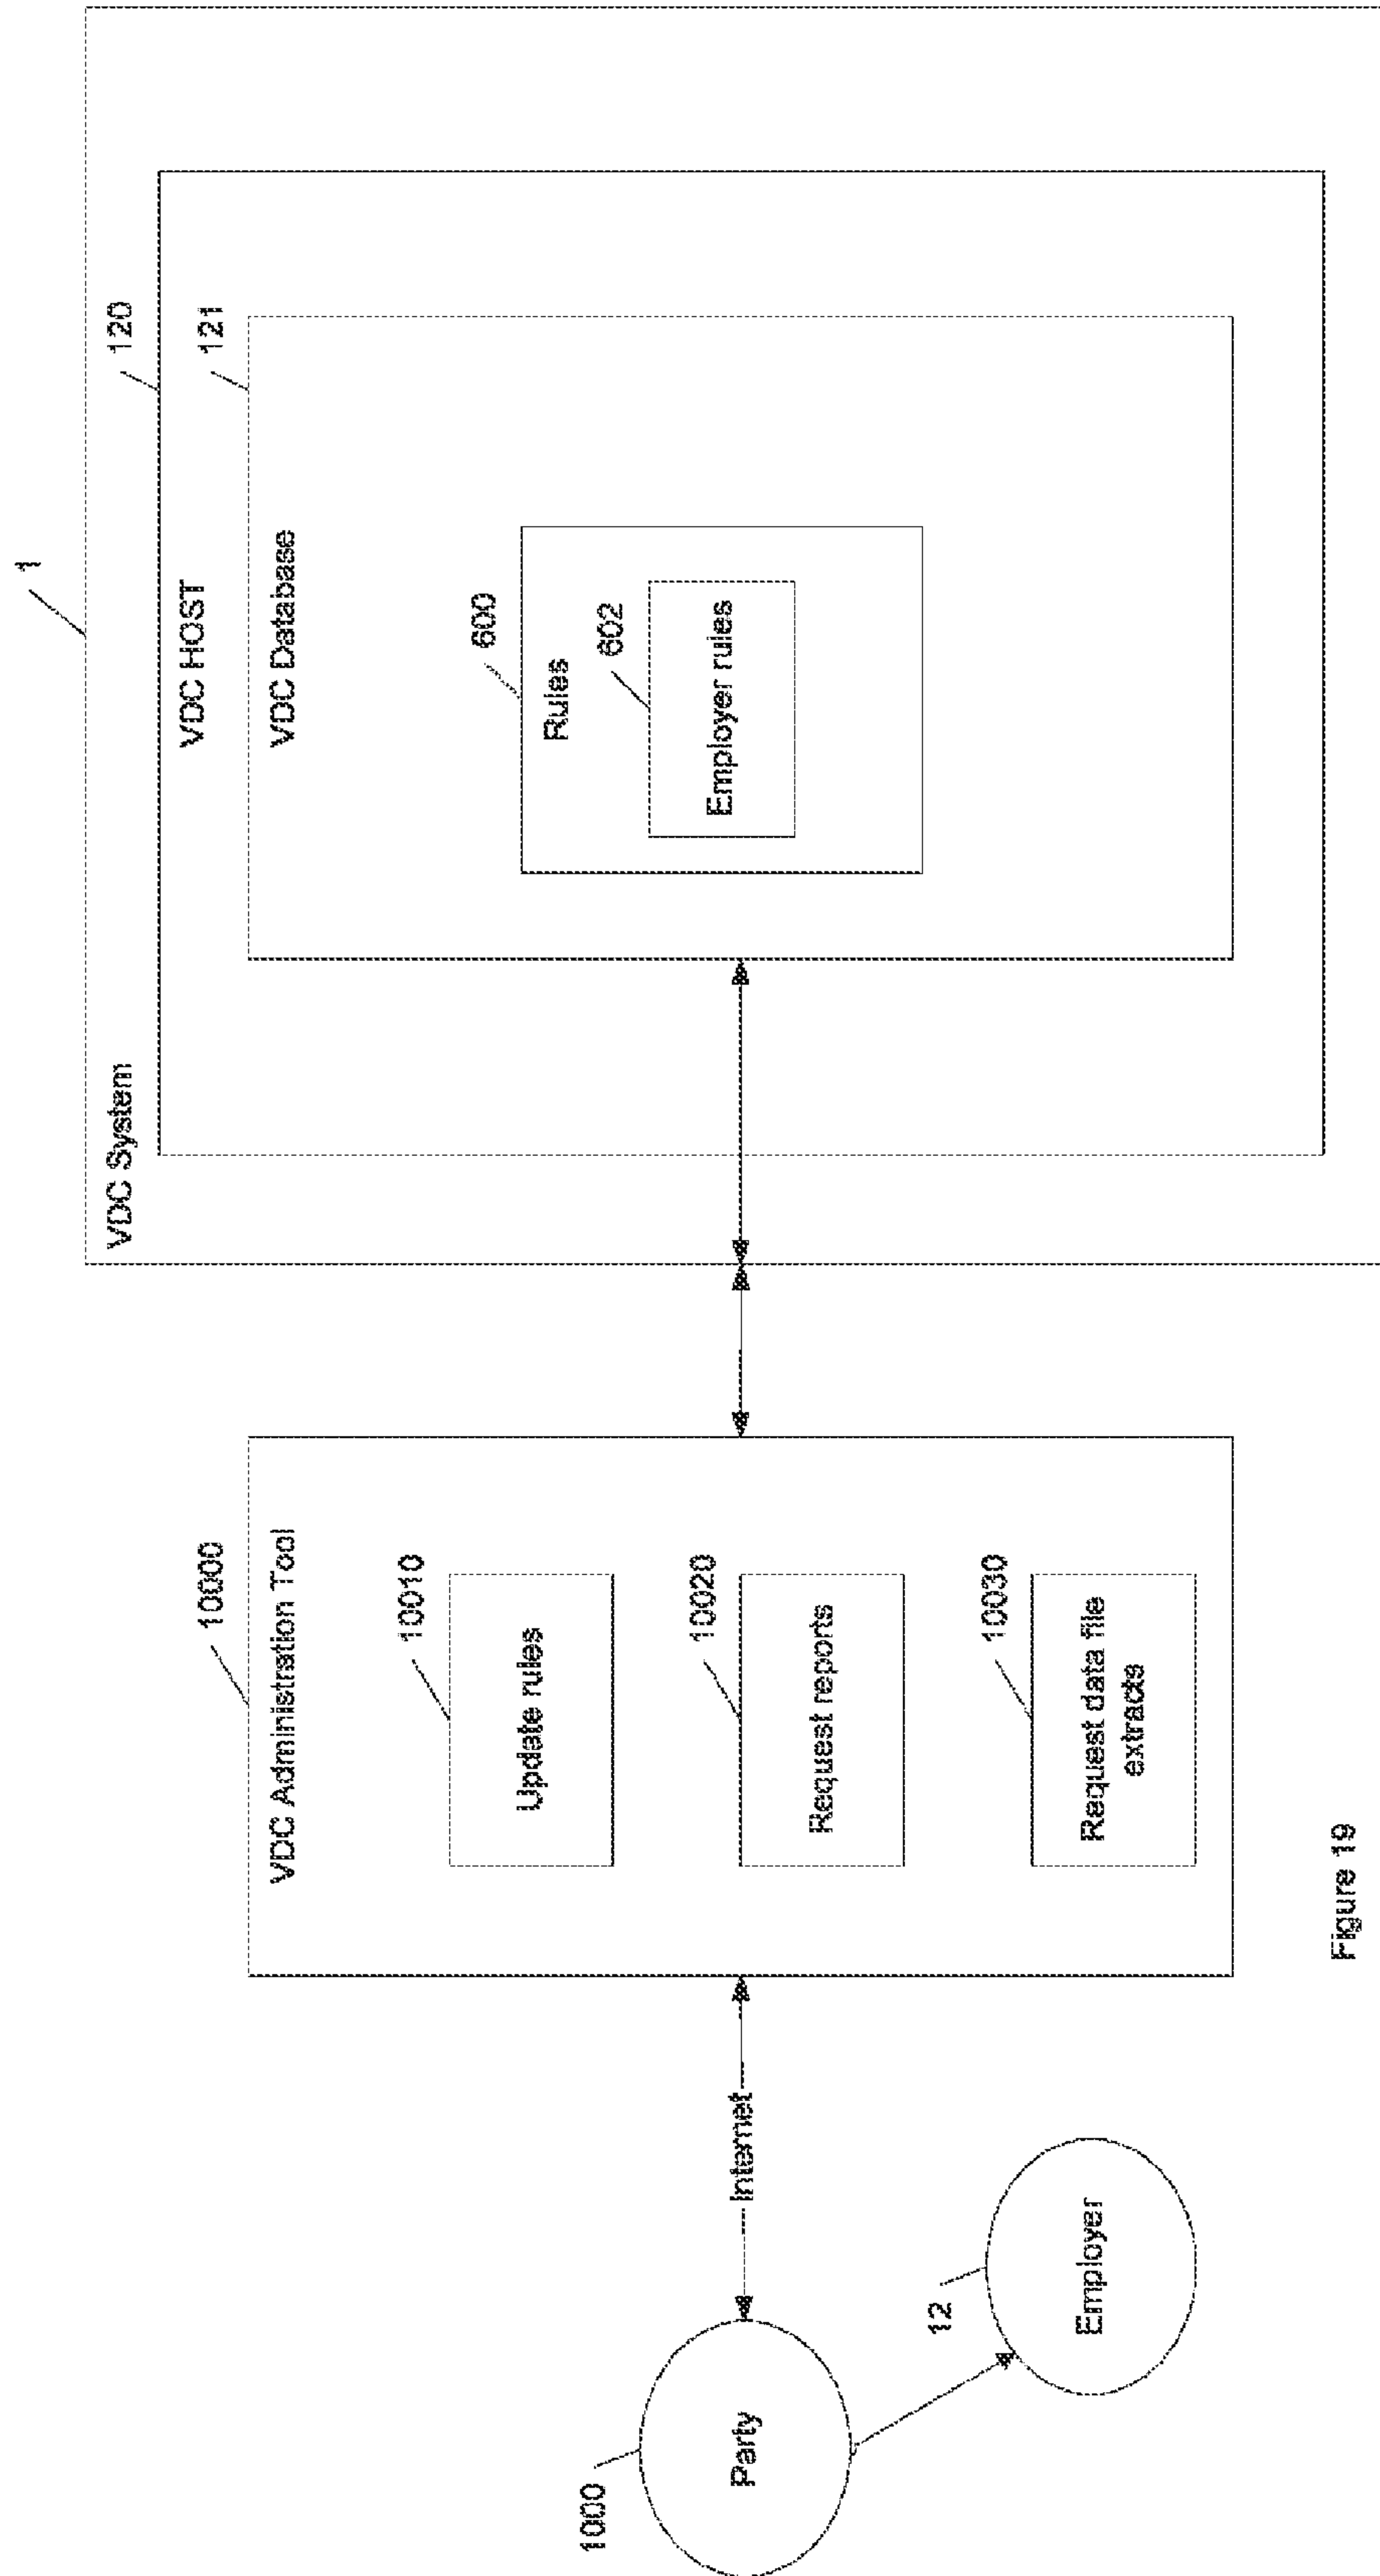 1
VDC System
120
VDC HOST
121
VDC Database
600
Rules
602
Employer rules
10000
VDC Administration Tool
10010
Update rules
10020
Request reports
10030
Request data file
extracts
Internet
1000
Party
12
Employer
Figure 19